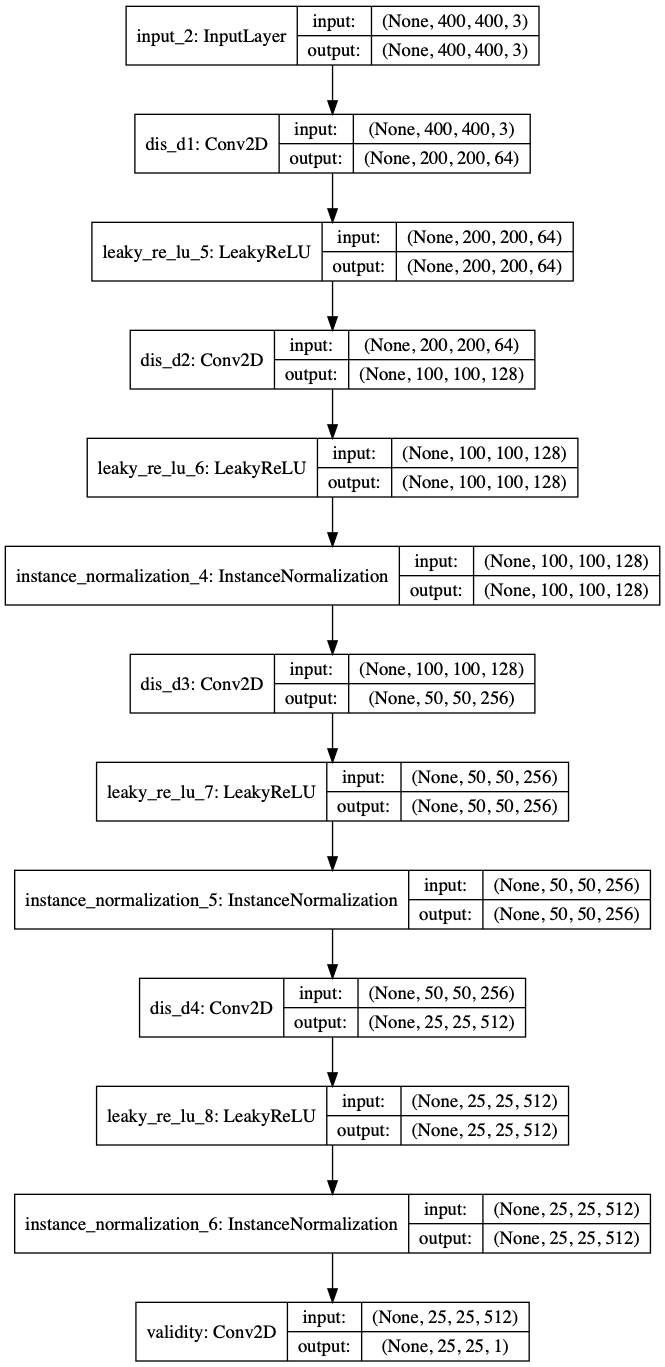 input_2: InputLayer
input: (None, 400, 400, 3)
output: (None, 400, 400, 3)
dis_d1: Conv2D
input: (None, 400, 400, 3)
output: (None, 200, 200, 64)
leaky_re_lu_5: LeakyReLU
input: (None, 200, 200, 64)
output: (None, 200, 200, 64)
dis_d2: Conv2D
input: (None, 200, 200, 64)
output: (None, 100, 100, 128)
leaky_re_lu_6: LeakyReLU
input: (None, 100, 100, 128)
output: (None, 100, 100, 128)
instance_normalization_4: InstanceNormalization
input: (None, 100, 100, 128)
output: (None, 100, 100, 128)
dis_d3: Conv2D
input: (None, 100, 100, 128)
output: (None, 50, 50, 256)
leaky_re_lu_7: LeakyReLU
input: (None, 50, 50, 256)
output: (None, 50, 50, 256)
instance_normalization_5: InstanceNormalization
input: (None, 50, 50, 256)
output: (None, 50, 50, 256)
dis_d4: Conv2D
input: (None, 50, 50, 256)
output: (None, 25, 25, 512)
leaky_re_lu_8: LeakyReLU
input: (None, 25, 25, 512)
output: (None, 25, 25, 512)
instance_normalization_6: InstanceNormalization
input: (None, 25, 25, 512)
output: (None, 25, 25, 512)
validity: Conv2D
input: (None, 25, 25, 512)
output: (None, 25, 25, 1)